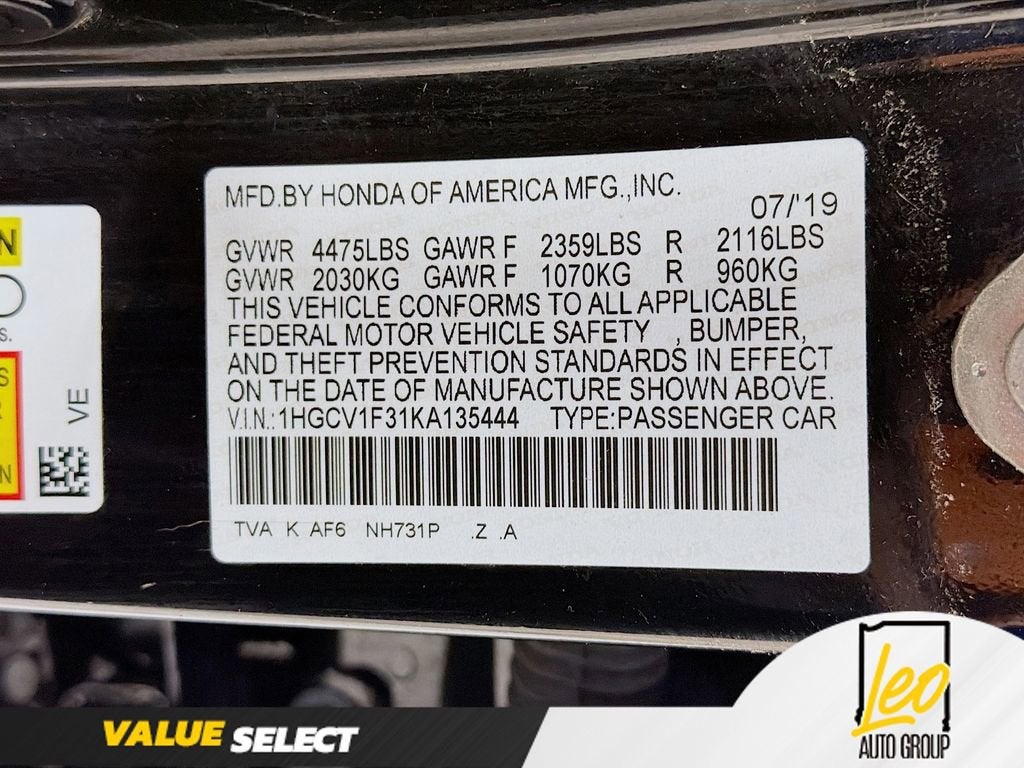 MFD.BY HONDA OF AMERICA MFG.,INC.
07/'19
GVWR 4475LBS GAWR F 2359LBS R 2116LBS
GVWR 2030KG GAWR F 1070KG R 960KG
THIS VEHICLE CONFORMS TO ALL APPLICABLE
FEDERAL MOTOR VEHICLE SAFETY , BUMPER,
AND THEFT PREVENTION STANDARDS IN EFFECT
ON THE DATE OF MANUFACTURE SHOWN ABOVE.
V.I.N.: 1HGCV1F31KA135444 TYPE:PASSENGER CAR
TVA K AF6 NH731P .Z .A
N
S.
S
N
VE
VALUE SELECT
Leo
AUTO GROUP